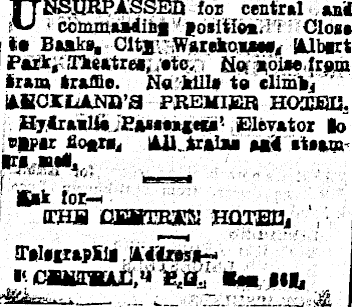 UNSURPASSED for central and
commanding position. Close
to Banks, City Warehouses, Albert
Park, Theatres, etc. No noise from
tram traffic. No hills to climb.
AUCKLAND'S PREMIER HOTEL.
Hydraulic Passengers' Elevator to
upper floors. All trains and steam-
ers met.
Ask for—
THE CENTRAL HOTEL.
Telegraphic Address—
"CENTRAL," P.O. Box